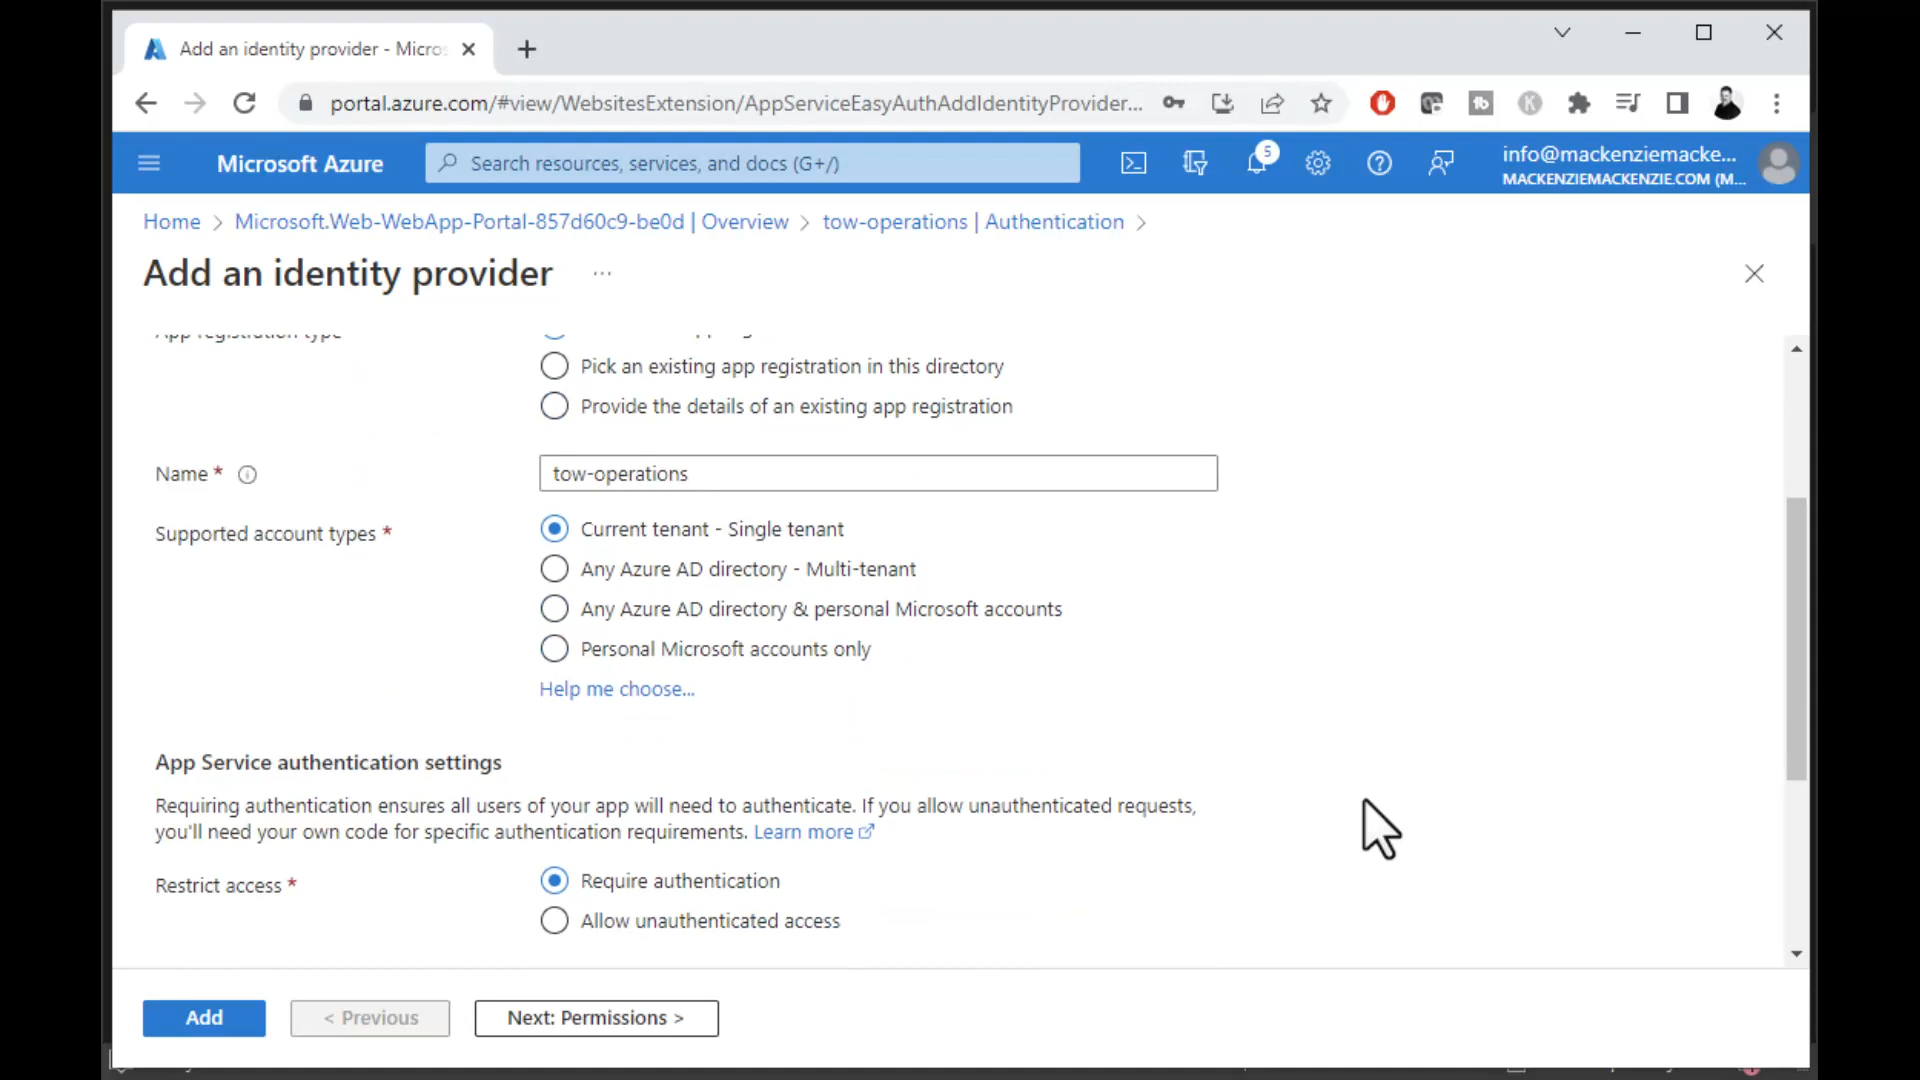 Add an identity provider - Micro
portal.azure.com/#view/WebsitesExtension/AppServiceEasyAuthAddIdentityProvider...
Microsoft Azure
Search resources, services, and docs (G+/)
5
info@mackenziemacke...
MACKENZIEMACKENZIE.COM (M...
Home > Microsoft.Web-WebApp-Portal-857d60c9-be0d | Overview > tow-operations | Authentication >
Add an identity provider ...
App registration type
Pick an existing app registration in this directory
Provide the details of an existing app registration
Name *
tow-operations
Supported account types *
Current tenant - Single tenant
Any Azure AD directory - Multi-tenant
Any Azure AD directory & personal Microsoft accounts
Personal Microsoft accounts only
Help me choose...
App Service authentication settings
Requiring authentication ensures all users of your app will need to authenticate. If you allow unauthenticated requests,
you'll need your own code for specific authentication requirements. Learn more
Restrict access *
Require authentication
Allow unauthenticated access
Add
< Previous
Next: Permissions >